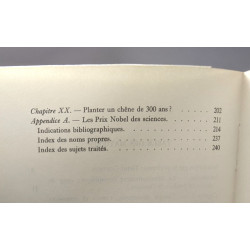 Chapitre XX. — Planter un chêne de 300 ans ? . . . . . . 202
Appendice A. — Les Prix Nobel des sciences. . . . . . . 211
Indications bibliographiques. . . . . . . . . . . 214
Index des noms propres. . . . . . . . . . . . 237
Index des sujets traités. . . . . . . . . . . . 240